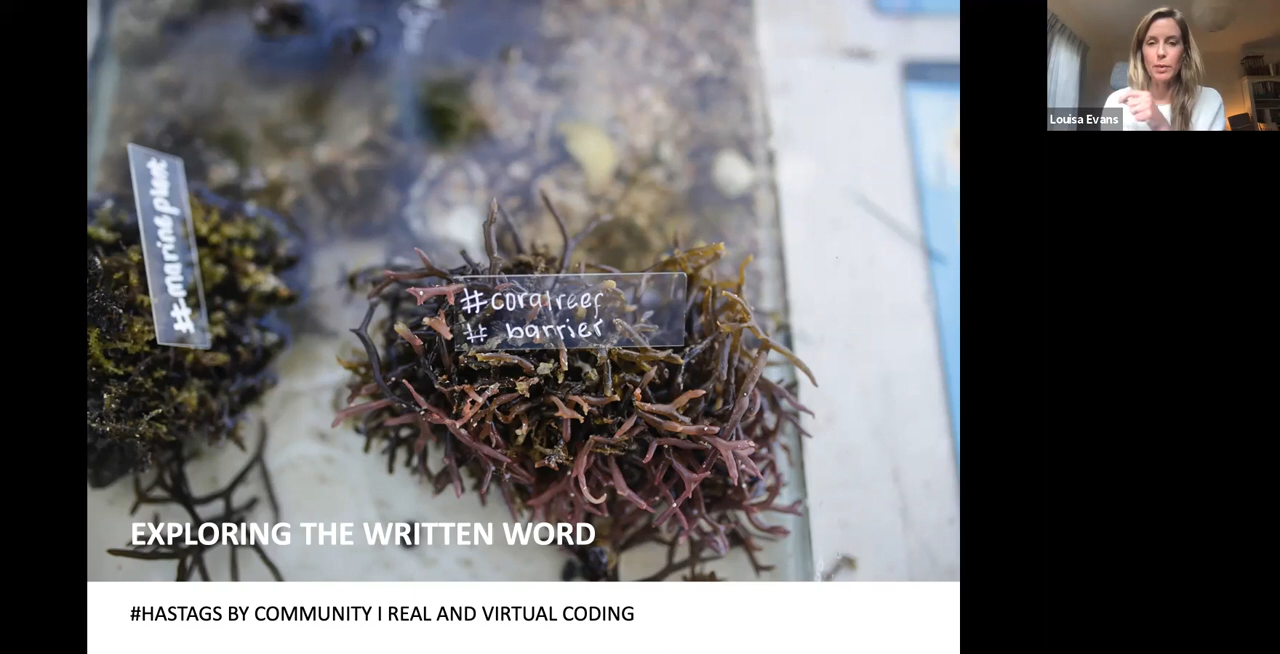 #marineplant
#coralreef
# barrier
EXPLORING THE WRITTEN WORD
#HASTAGS BY COMMUNITY I REAL AND VIRTUAL CODING
Louisa Evans